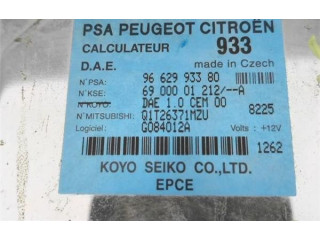 PSA PEUGEOT CITROËN
CALCULATEUR 933
D.A.E. made in Czech
N°PSA: 96 629 933 80
N°KSE: 69 000 01 212/--A
N°KOYO: DAE 1.0 CEM 00
N°MITSUBISHI: Q1T26371MZU 8225
Logiciel: G084012A Volts : +12V
1262
KOYO SEIKO CO.,LTD.
EPCE